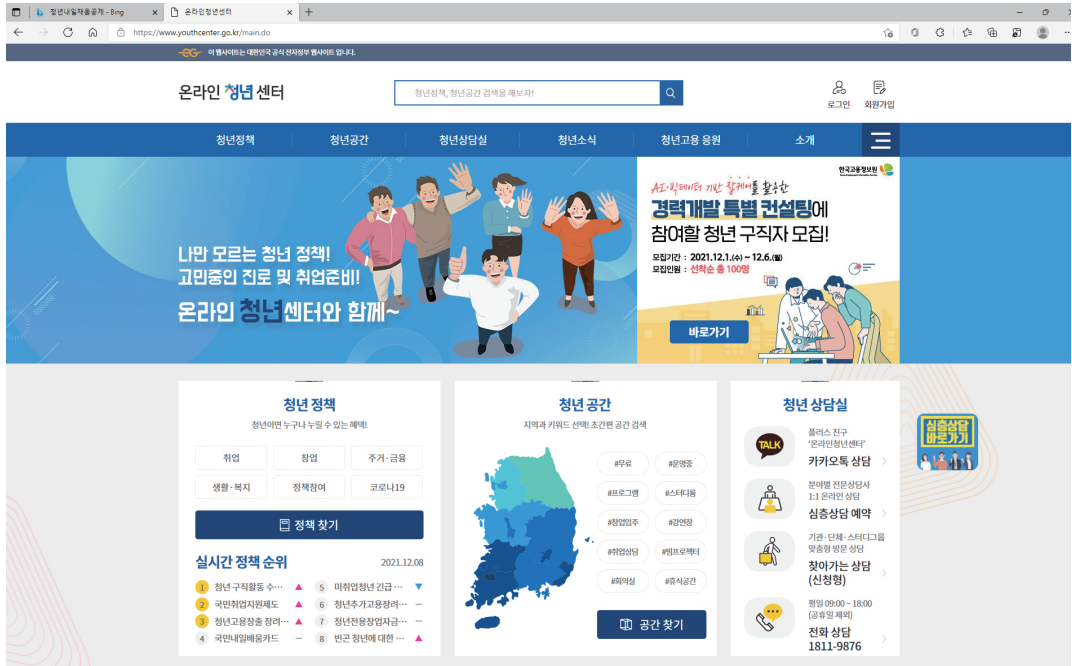 청년내일채움공제 - Bing
온라인청년센터
https://www.youthcenter.go.kr/main.do
이 웹사이트는 대한민국 공식 전자정부 웹사이트 입니다.
온라인 청년 센터
청년정책, 청년공간 검색을 해보자!
로그인 회원가입
청년정책 청년공간 청년상담실 청년소식 청년고용 응원 소개
나만 모르는 청년 정책!
고민중인 진로 및 취업준비!!
온라인 청년센터와 함께~
한국고용정보원
AI·빅데이터 기반 잡케어를 활용한
경력개발 특별 컨설팅에
참여할 청년 구직자 모집!
모집기간 : 2021.12.1.(수) ~ 12.6.(월)
모집인원 : 선착순 총 100명
바로가기
청년 정책
청년이면 누구나 누릴 수 있는 혜택!
취업 창업 주거·금융
생활·복지 정책참여 코로나19
정책 찾기
실시간 정책 순위 2021.12.08
1 청년 구직활동 수… ▲ 5 미취업청년 긴급 … ▼
2 국민취업지원제도 ▲ 6 청년추가고용장려… –
3 청년고용창출 장려… ▲ 7 청년전용창업자금… –
4 국민내일배움카드 – 8 빈곤 청년에 대한 … ▲
청년 공간
지역과 키워드 선택! 초간편 공간 검색
#무료 #운영중
#프로그램 #스터디룸
#창업입주 #강연장
#취업상담 #빔프로젝터
#회의실 #휴식공간
공간 찾기
청년 상담실
TALK
플러스 친구
'온라인청년센터'
카카오톡 상담
분야별 전문상담사
1:1 온라인 상담
심층상담 예약
기관·단체·스터디그룹
맞춤형 방문 상담
찾아가는 상담
(신청형)
평일 09:00 ~ 18:00
(공휴일 제외)
전화 상담
1811-9876
심층상담
바로가기